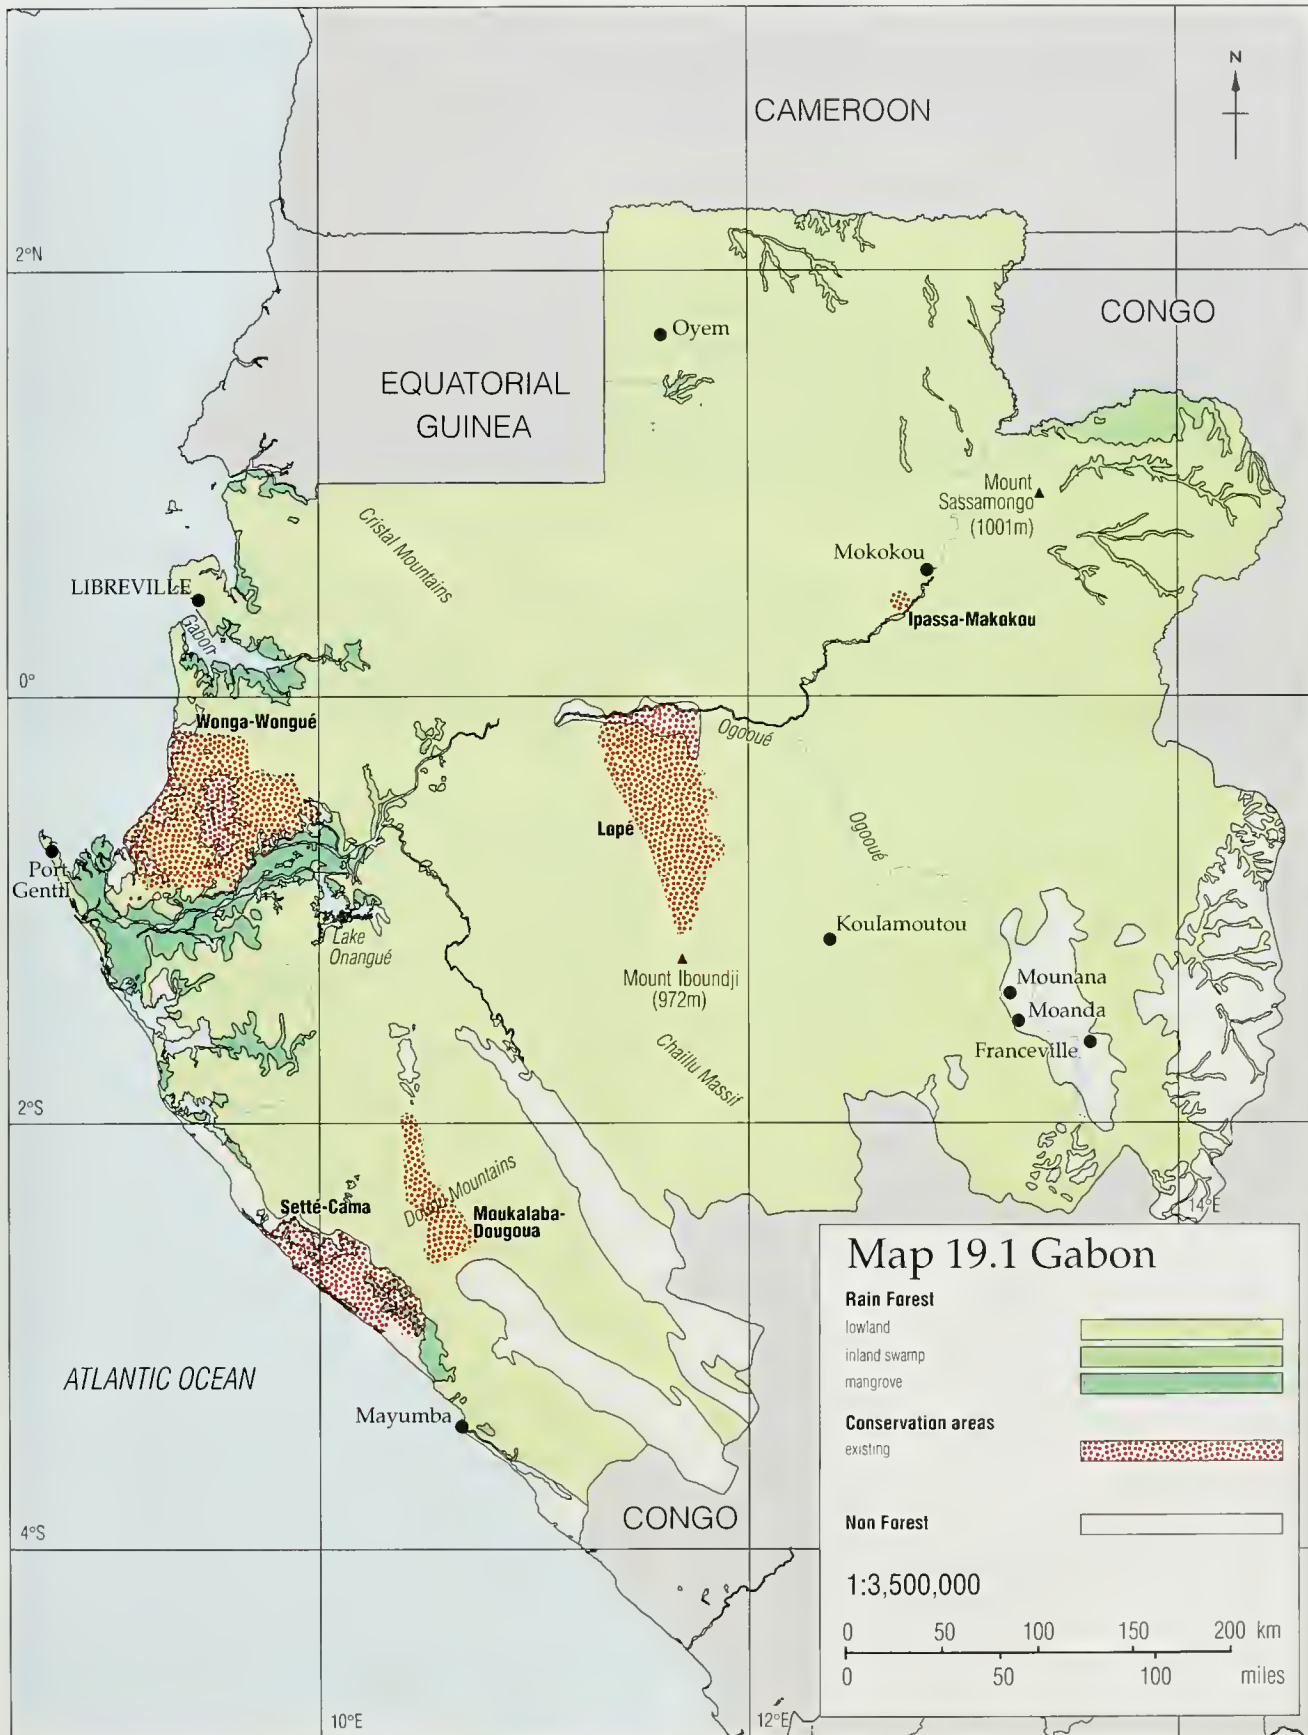 N
CAMEROON
2°N
CONGO
Oyem
EQUATORIAL
GUINEA
Mount
Sassamongo
(1001m)
Cristal Mountains
Mokokou
LIBREVILLE
Ipassa-Makokou
Gabon
0°
Wonga-Wongué
Ogooué
Lopé
Ogooué
Port
Gentil
Koulamoutou
Lake
Onangué
Mount Iboundji
(972m)
Mounana
Moanda
Franceville
Chaillu Massif
2°S
Doudou Mountains
Setté-Cama
Moukalaba-
Dougoua
14°E
Map 19.1 Gabon
Rain Forest
lowland
inland swamp
mangrove
ATLANTIC OCEAN
Mayumba
Conservation areas
existing
CONGO
Non Forest
4°S
1:3,500,000
0 50 100 150 200 km
0 50 100 miles
10°E
12°E